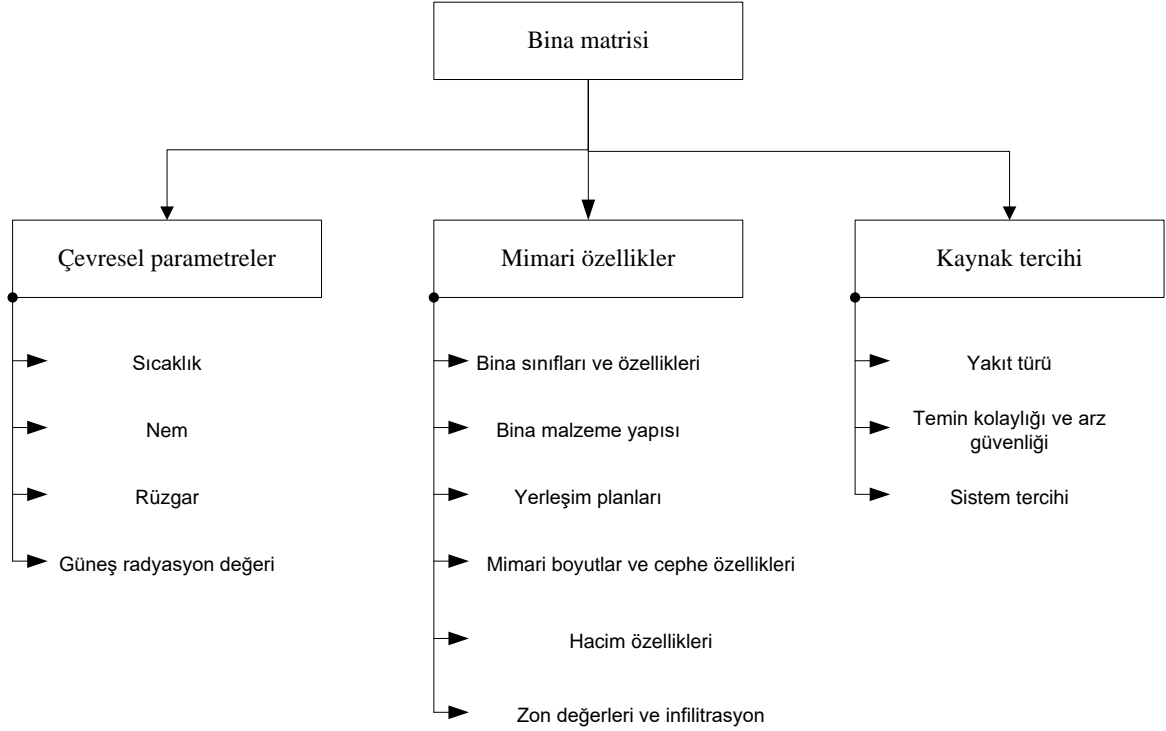 Bina matrisi
Çevresel parametreler
Mimari özellikler
Kaynak tercihi
Sıcaklık
Nem
Rüzgar
Güneş radyasyon değeri
Bina sınıfları ve özellikleri
Bina malzeme yapısı
Yerleşim planları
Mimari boyutlar ve cephe özellikleri
Hacim özellikleri
Zon değerleri ve infilitrasyon
Yakıt türü
Temin kolaylığı ve arz
güvenliği
Sistem tercihi